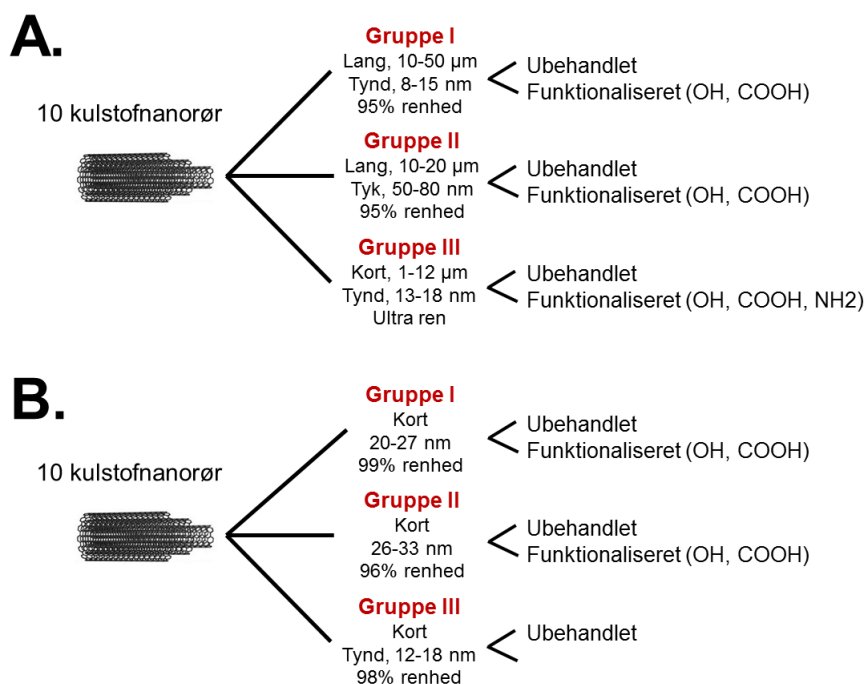 A.
10 kulstofnanorør
Gruppe I
Lang, 10-50 µm
Tynd, 8-15 nm
95% renhed
Ubehandlet
Funktionaliseret (OH, COOH)
Gruppe II
Lang, 10-20 µm
Tyk, 50-80 nm
95% renhed
Ubehandlet
Funktionaliseret (OH, COOH)
Gruppe III
Kort, 1-12 µm
Tynd, 13-18 nm
Ultra ren
Ubehandlet
Funktionaliseret (OH, COOH, NH2)
B.
10 kulstofnanorør
Gruppe I
Kort
20-27 nm
99% renhed
Ubehandlet
Funktionaliseret (OH, COOH)
Gruppe II
Kort
26-33 nm
96% renhed
Ubehandlet
Funktionaliseret (OH, COOH)
Gruppe III
Kort
Tynd, 12-18 nm
98% renhed
Ubehandlet